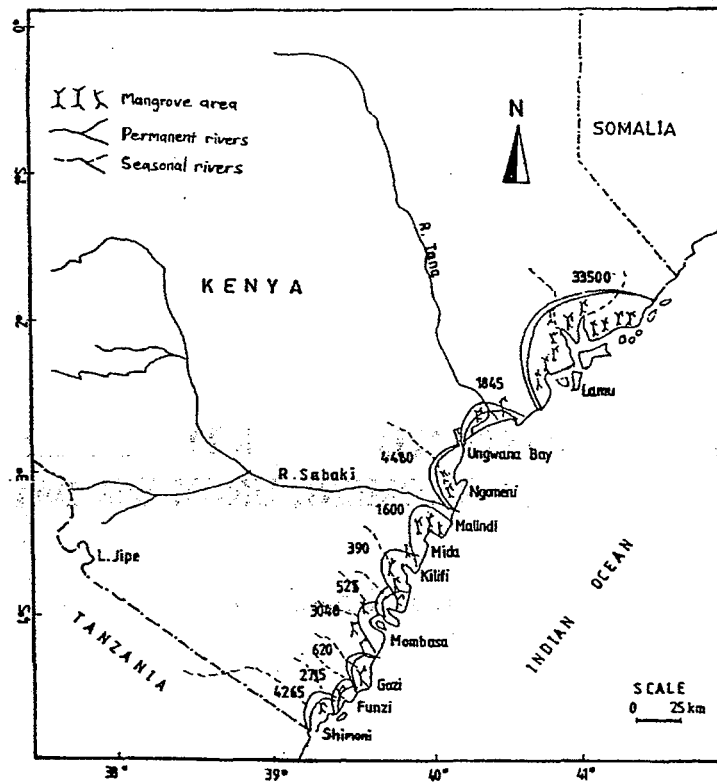 0°
N
Mangrove area
Permanent rivers
Seasonal rivers
SOMALIA
R. Tana
KENYA
33500
Lamu
1845
Ungwana Bay
4480
Ngomeni
R. Sabaki
1600
Malindi
Mida
390
Kilifi
L. Jipe
525
3040
Mombasa
TANZANIA
620
2715
Gazi
4265
Funzi
Shimoni
INDIAN OCEAN
SCALE
0 25 km
38°
39°
40°
41°